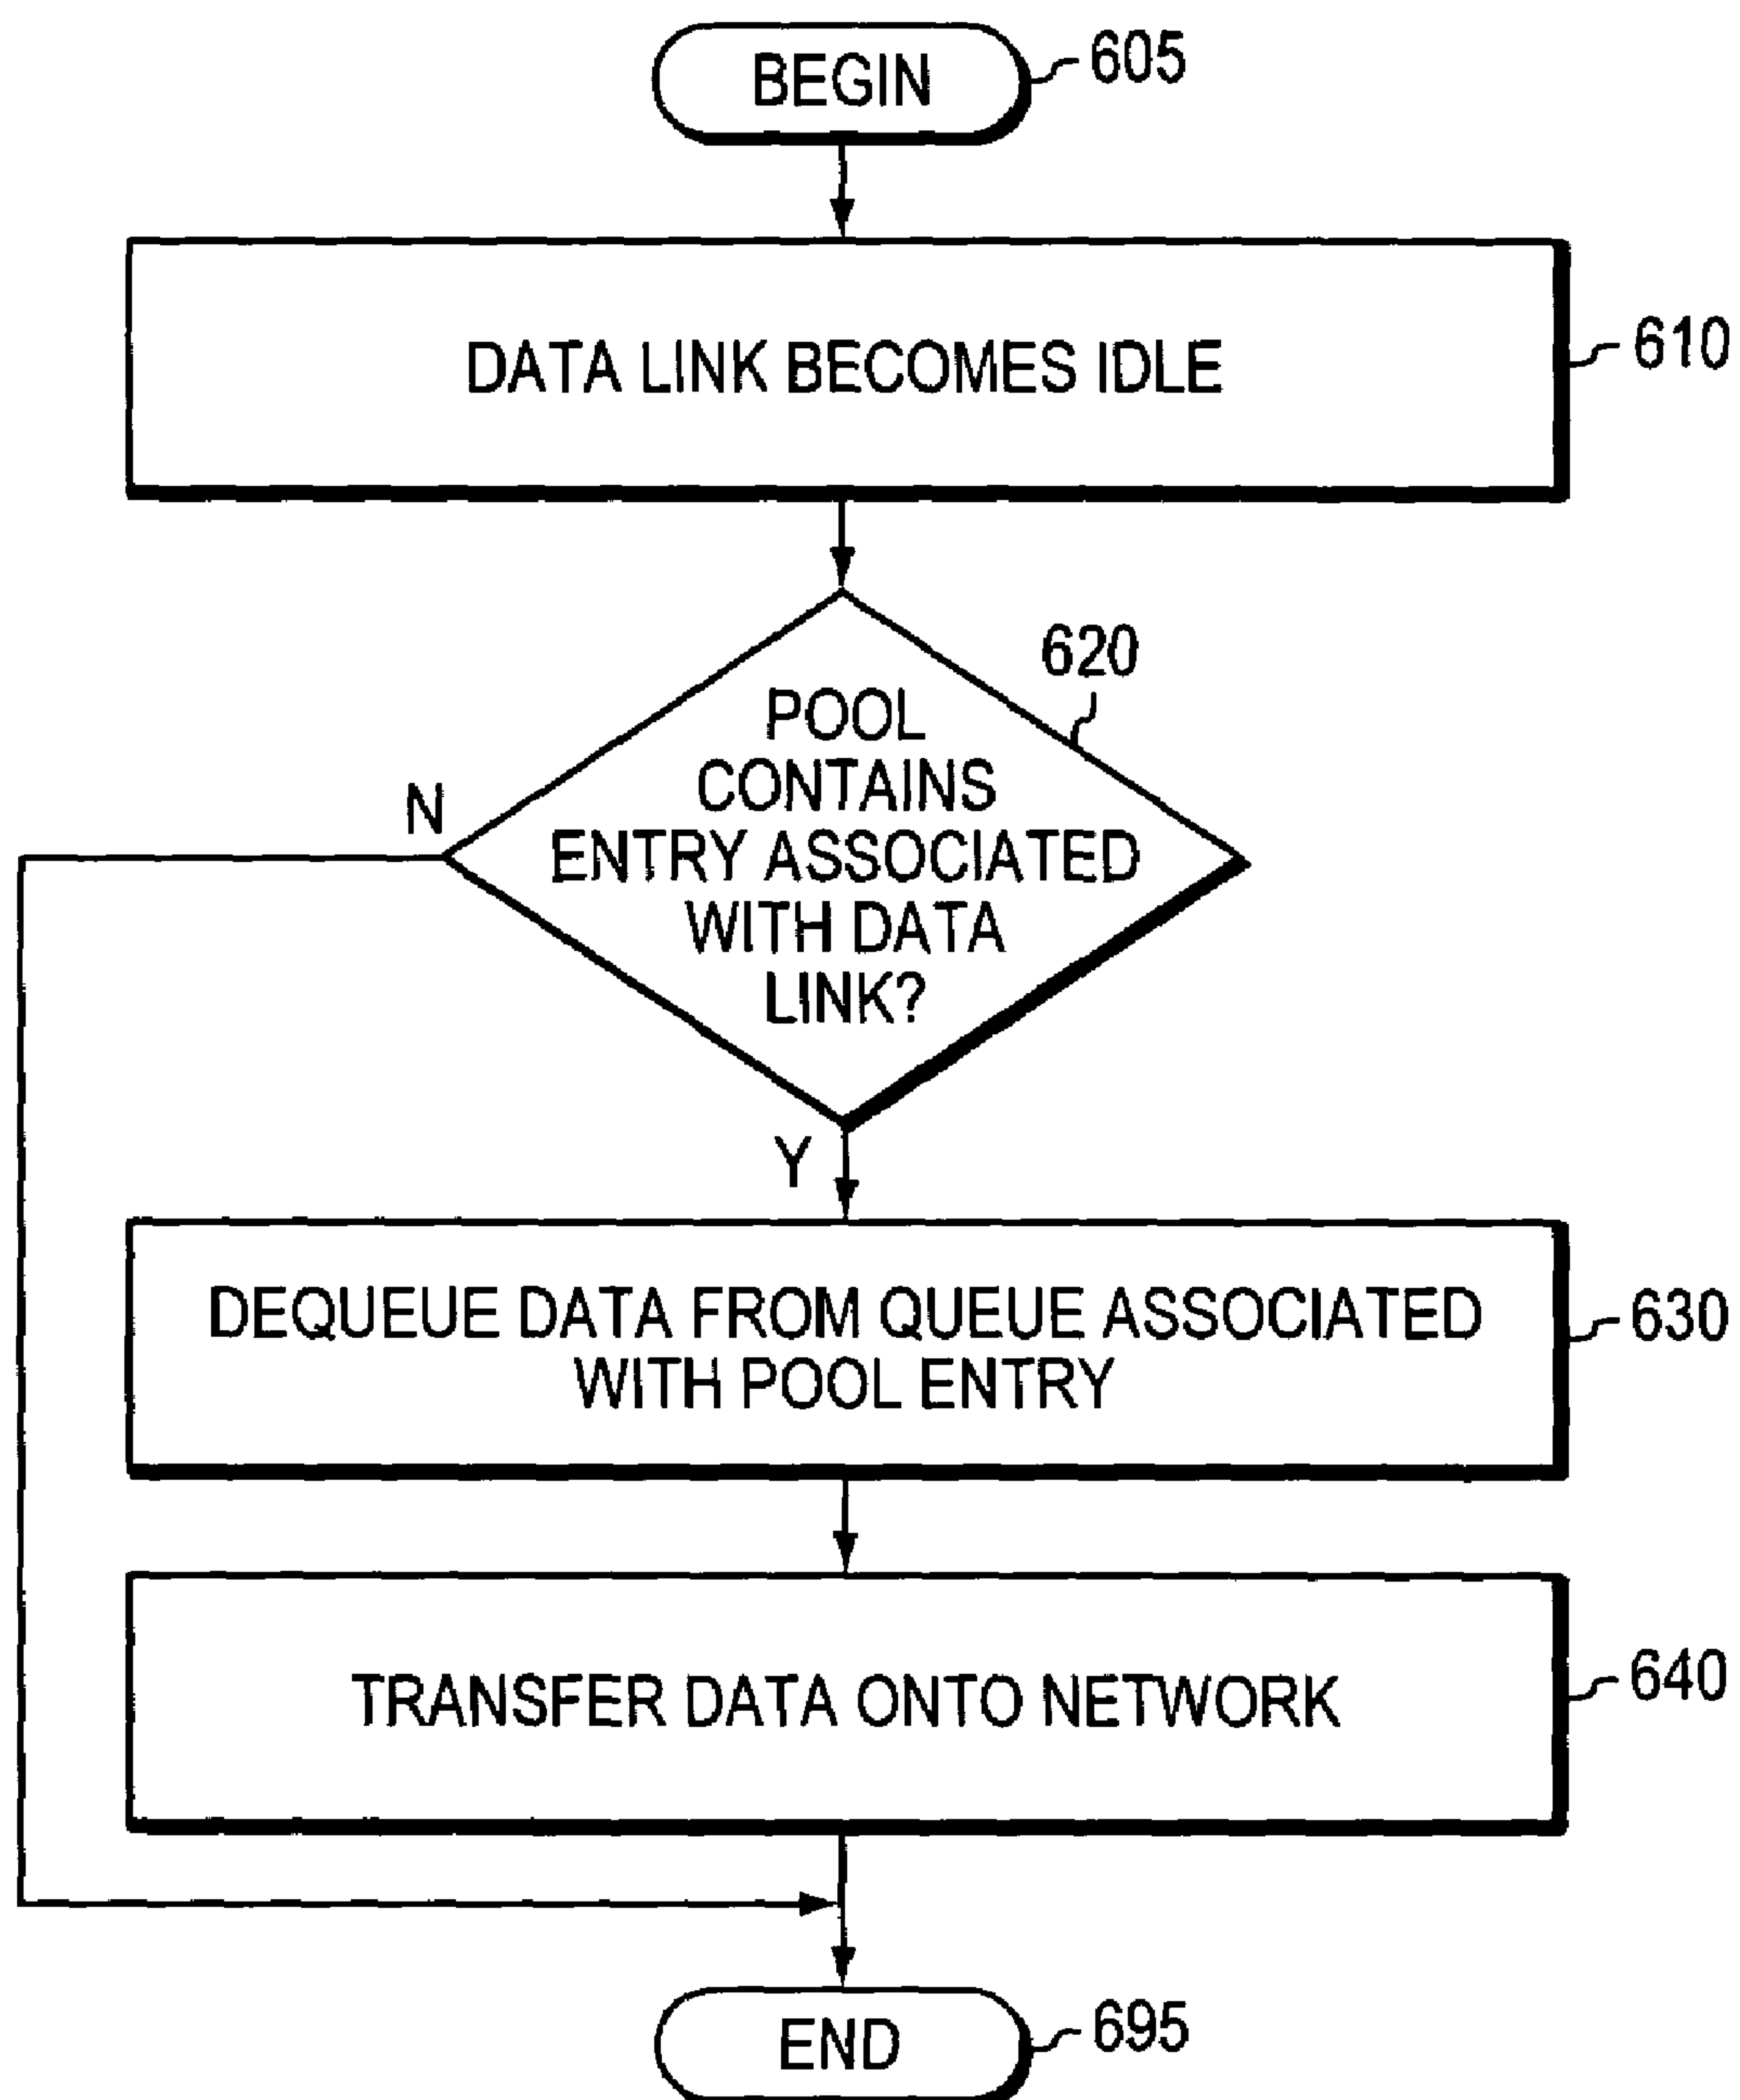 BEGIN
605
DATA LINK BECOMES IDLE
610
620
POOL
CONTAINS
ENTRY ASSOCIATED
WITH DATA
LINK?
N
Y
DEQUEUE DATA FROM QUEUE ASSOCIATED
WITH POOL ENTRY
630
TRANSFER DATA ONTO NETWORK
640
END
695